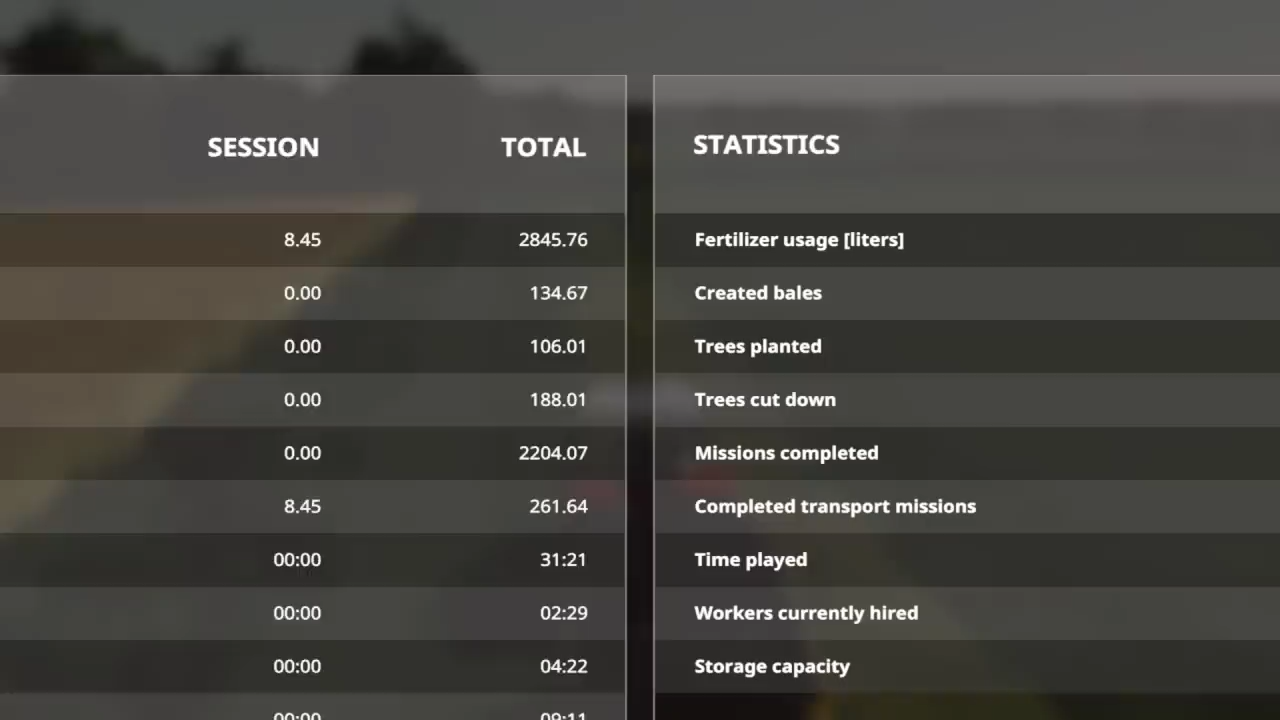 SESSION TOTAL
8.45 2845.76
0.00 134.67
0.00 106.01
0.00 188.01
0.00 2204.07
8.45 261.64
00:00 31:21
00:00 02:29
00:00 04:22
00:00 09:11
STATISTICS
Fertilizer usage [liters]
Created bales
Trees planted
Trees cut down
Missions completed
Completed transport missions
Time played
Workers currently hired
Storage capacity